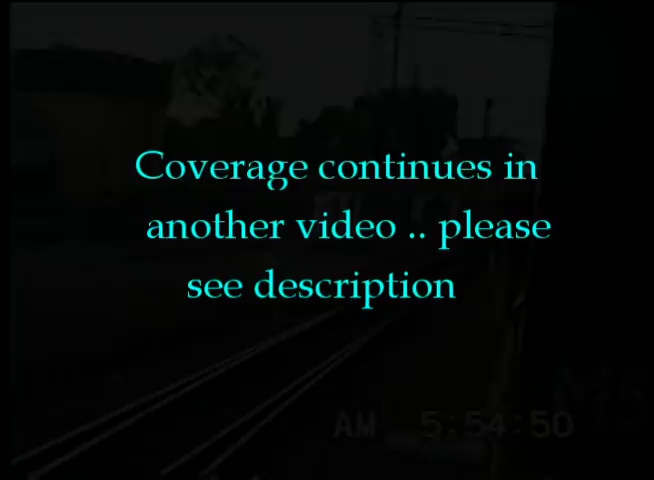 Coverage continues in
another video .. please
see description
AM 5:54:50